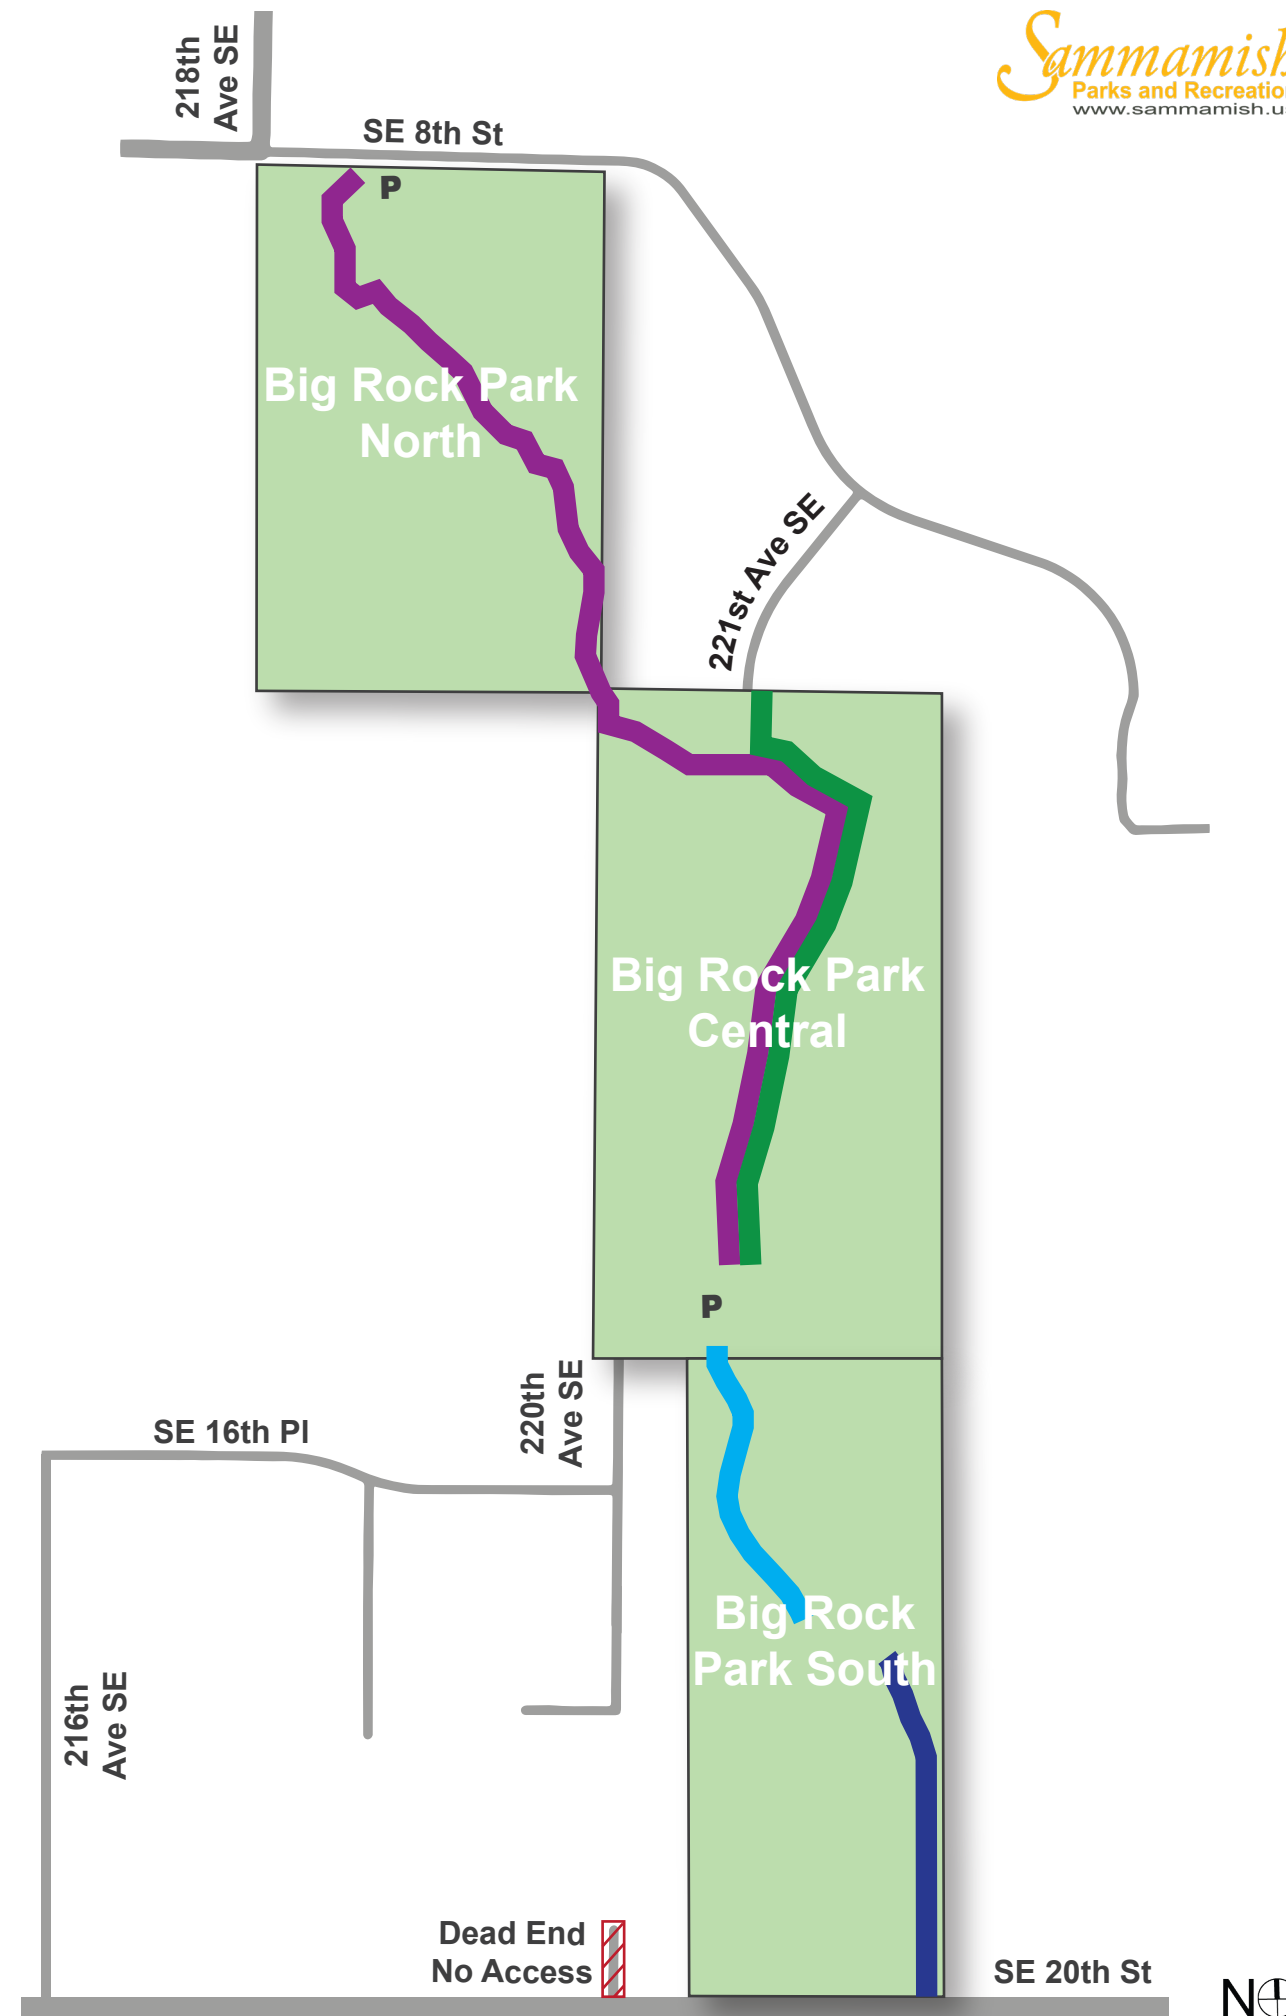 Sammamish
Parks and Recreation
www.sammamish.u
218th
Ave SE
SE 8th St
P
Big Rock Park
North
221st Ave SE
Big Rock Park
Central
P
220th
Ave SE
SE 16th Pl
Big Rock
Park South
216th
Ave SE
Dead End
No Access
SE 20th St
N